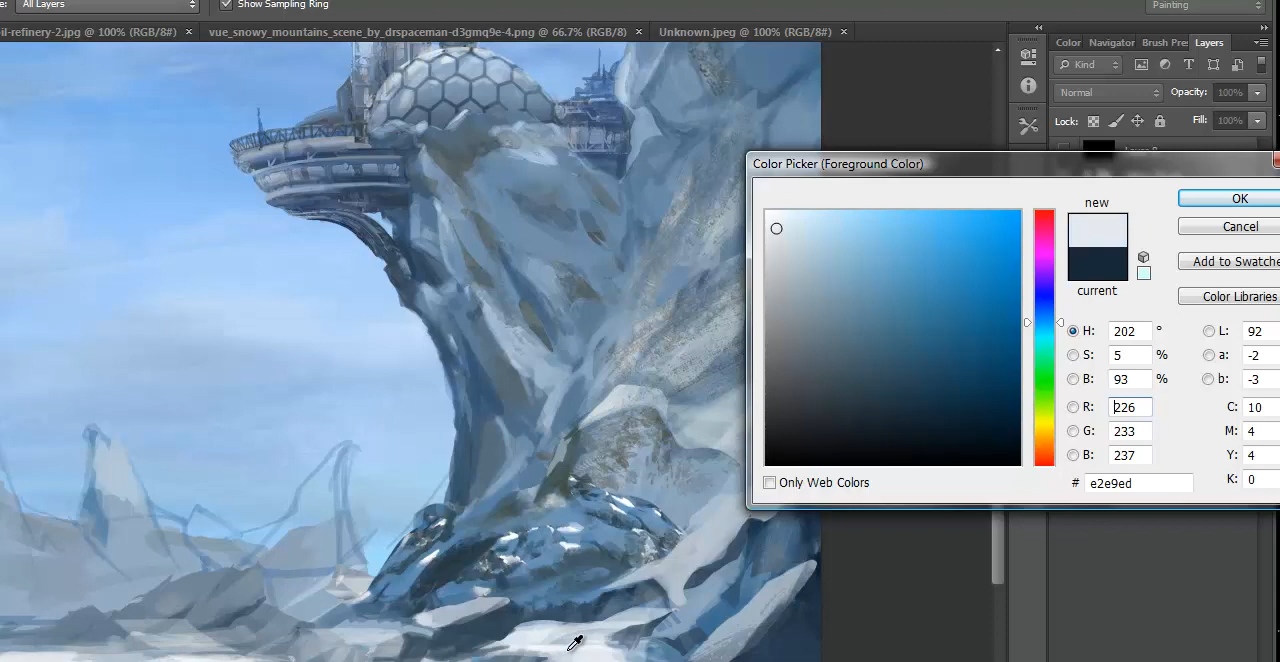 e: All Layers Show Sampling Ring Painting
il-refinery-2.jpg @ 100% (RGB/8#) × vue_snowy_mountains_scene_by_drspaceman-d3gmq9e-4.png @ 66.7% (RGB/8) × Unknown.jpeg @ 100% (RGB/8#) ×
Color Navigator Brush Pre Layers
Kind
Normal Opacity: 100%
Lock: Fill: 100%
Color Picker (Foreground Color)
new
current
OK
Cancel
Add to Swatche
Color Libraries
H: 202 ° L: 92
S: 5 % a: -2
B: 93 % b: -3
R: 226 C: 10
G: 233 M: 4
B: 237 Y: 4
# e2e9ed K: 0
Only Web Colors